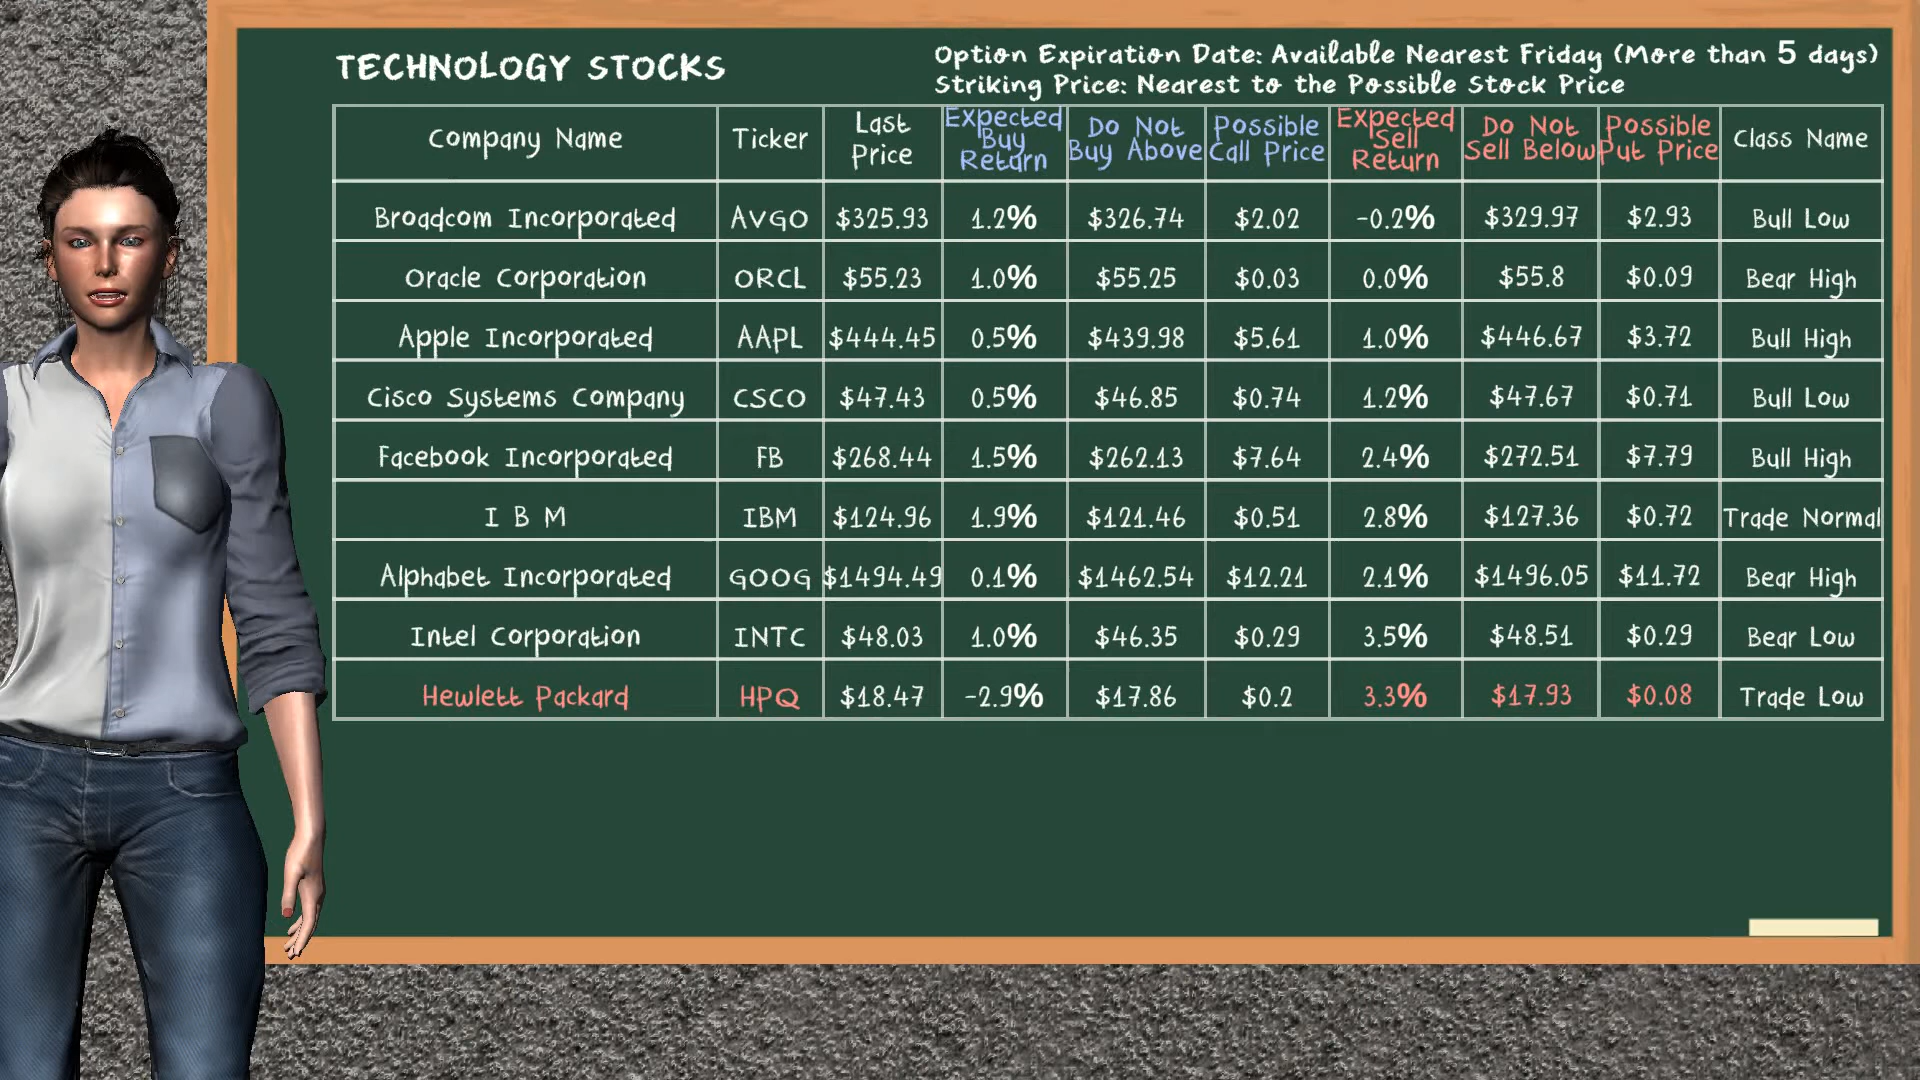 TECHNOLOGY STOCKS
Option Expiration Date: Available Nearest Friday (More than 5 days)
Striking Price: Nearest to the Possible Stock Price
Company Name Ticker Last Price Expected Buy Return Do Not Buy Above Possible Call Price Expected Sell Return Do Not Sell Below Possible Put Price Class Name
Broadcom Incorporated AVGO $325.93 1.2% $326.74 $2.02 -0.2% $329.97 $2.93 Bull Low
Oracle Corporation ORCL $55.23 1.0% $55.25 $0.03 0.0% $55.8 $0.09 Bear High
Apple Incorporated AAPL $444.45 0.5% $439.98 $5.61 1.0% $446.67 $3.72 Bull High
Cisco Systems Company CSCO $47.43 0.5% $46.85 $0.74 1.2% $47.67 $0.71 Bull Low
Facebook Incorporated FB $268.44 1.5% $262.13 $7.64 2.4% $272.51 $7.79 Bull High
I B M IBM $124.96 1.9% $121.46 $0.51 2.8% $127.36 $0.72 Trade Normal
Alphabet Incorporated GOOG $1494.49 0.1% $1462.54 $12.21 2.1% $1496.05 $11.72 Bear High
Intel Corporation INTC $48.03 1.0% $46.35 $0.29 3.5% $48.51 $0.29 Bear Low
Hewlett Packard HPQ $18.47 -2.9% $17.86 $0.2 3.3% $17.93 $0.08 Trade Low